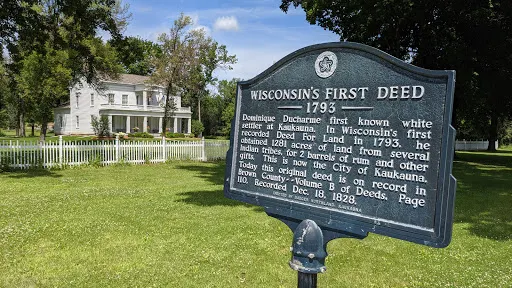 WISCONSIN'S FIRST DEED
1793
Dominique Ducharme first known white
settler at Kaukauna. In Wisconsin's first
recorded Deed For Land in 1793. he
obtained 1281 acres of land from several
Indian tribes, for 2 barrels of rum and other
gifts. This is now the City of Kaukauna.
Today this original deed is on record in
Brown County--Volume B of Deeds, Page
110. Recorded Dec. 18, 1828.